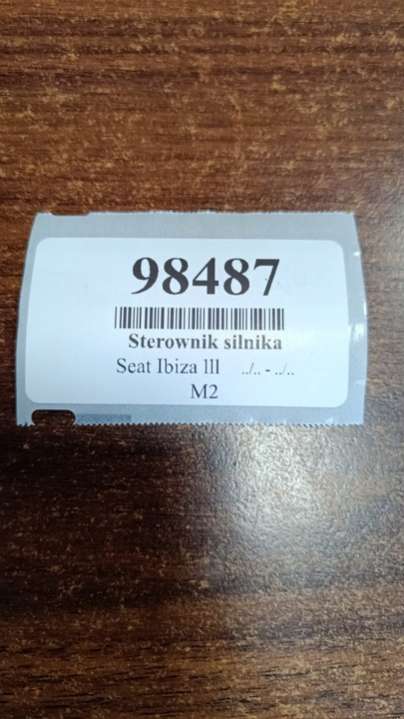 98487
Sterownik silnika
Seat Ibiza lll ../.. - ../..
M2